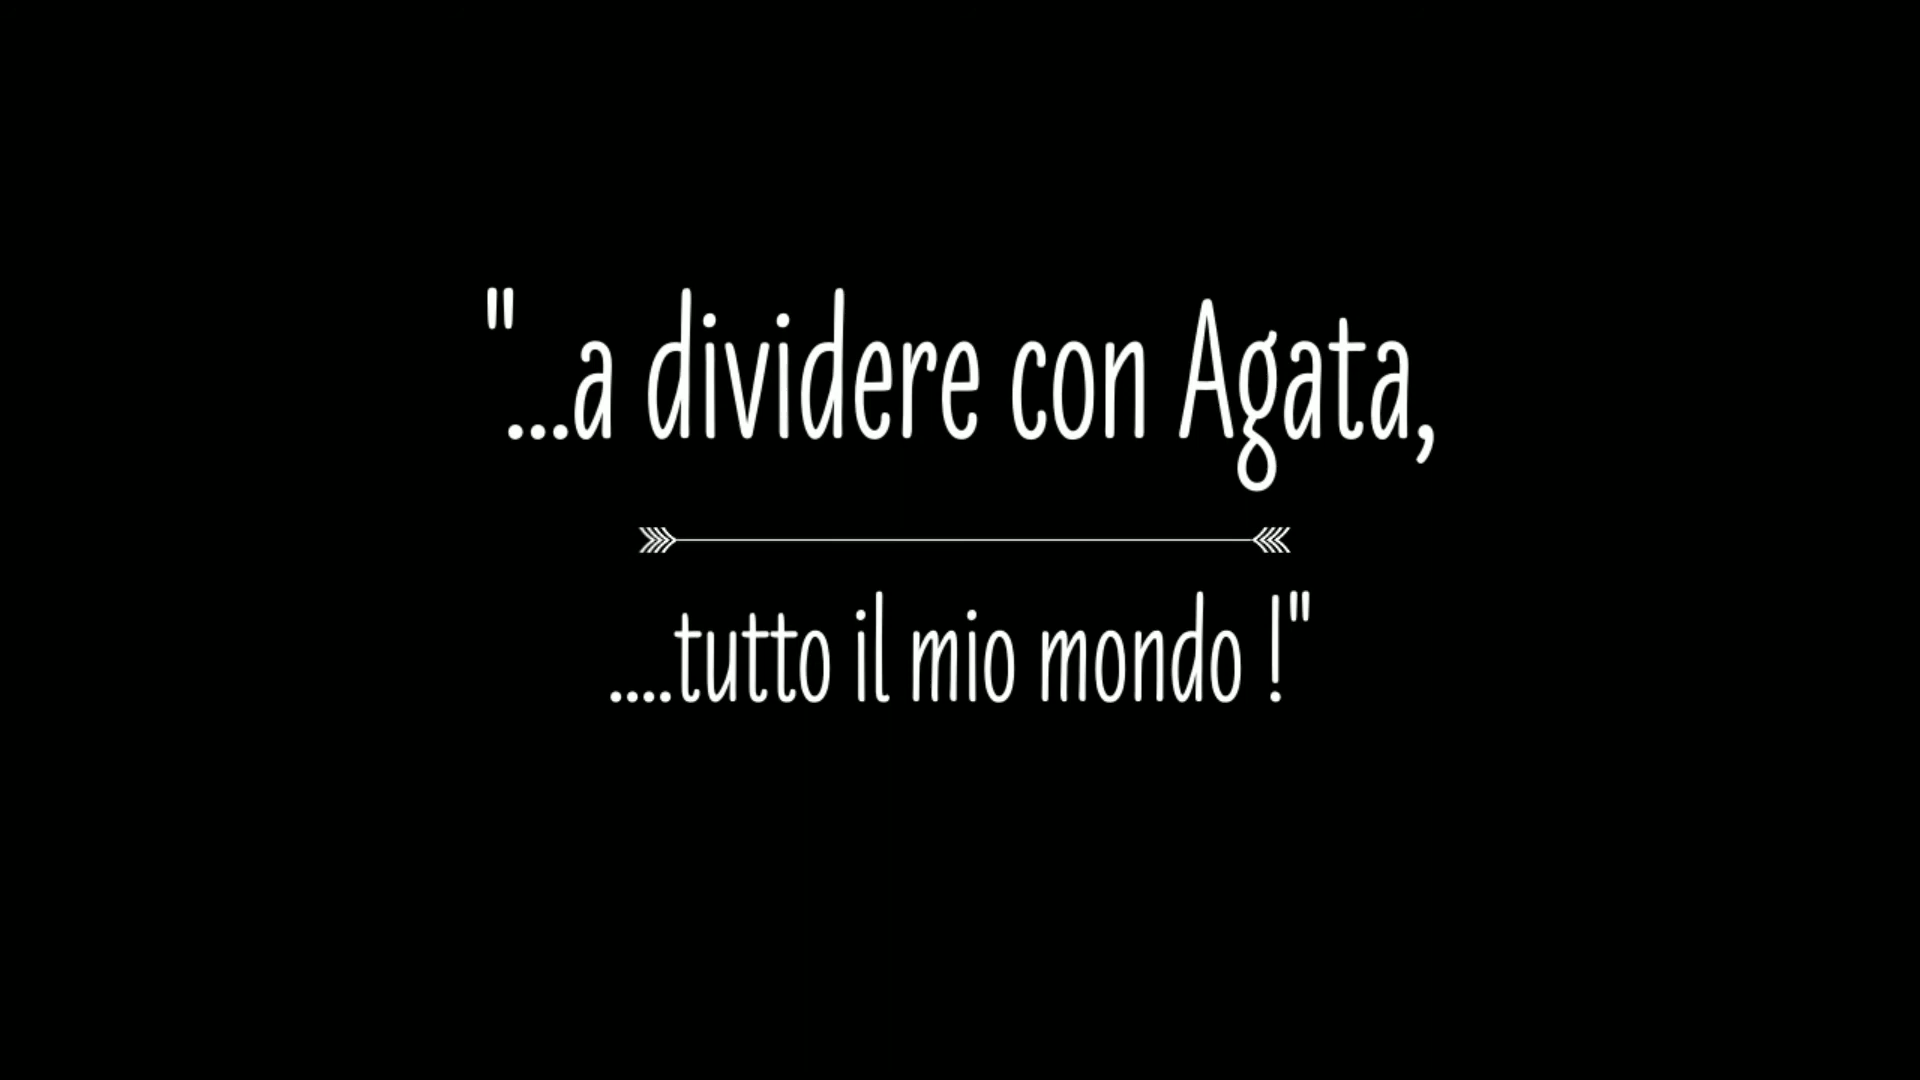 "...a dividere con Agata,
....tutto il mio mondo !"